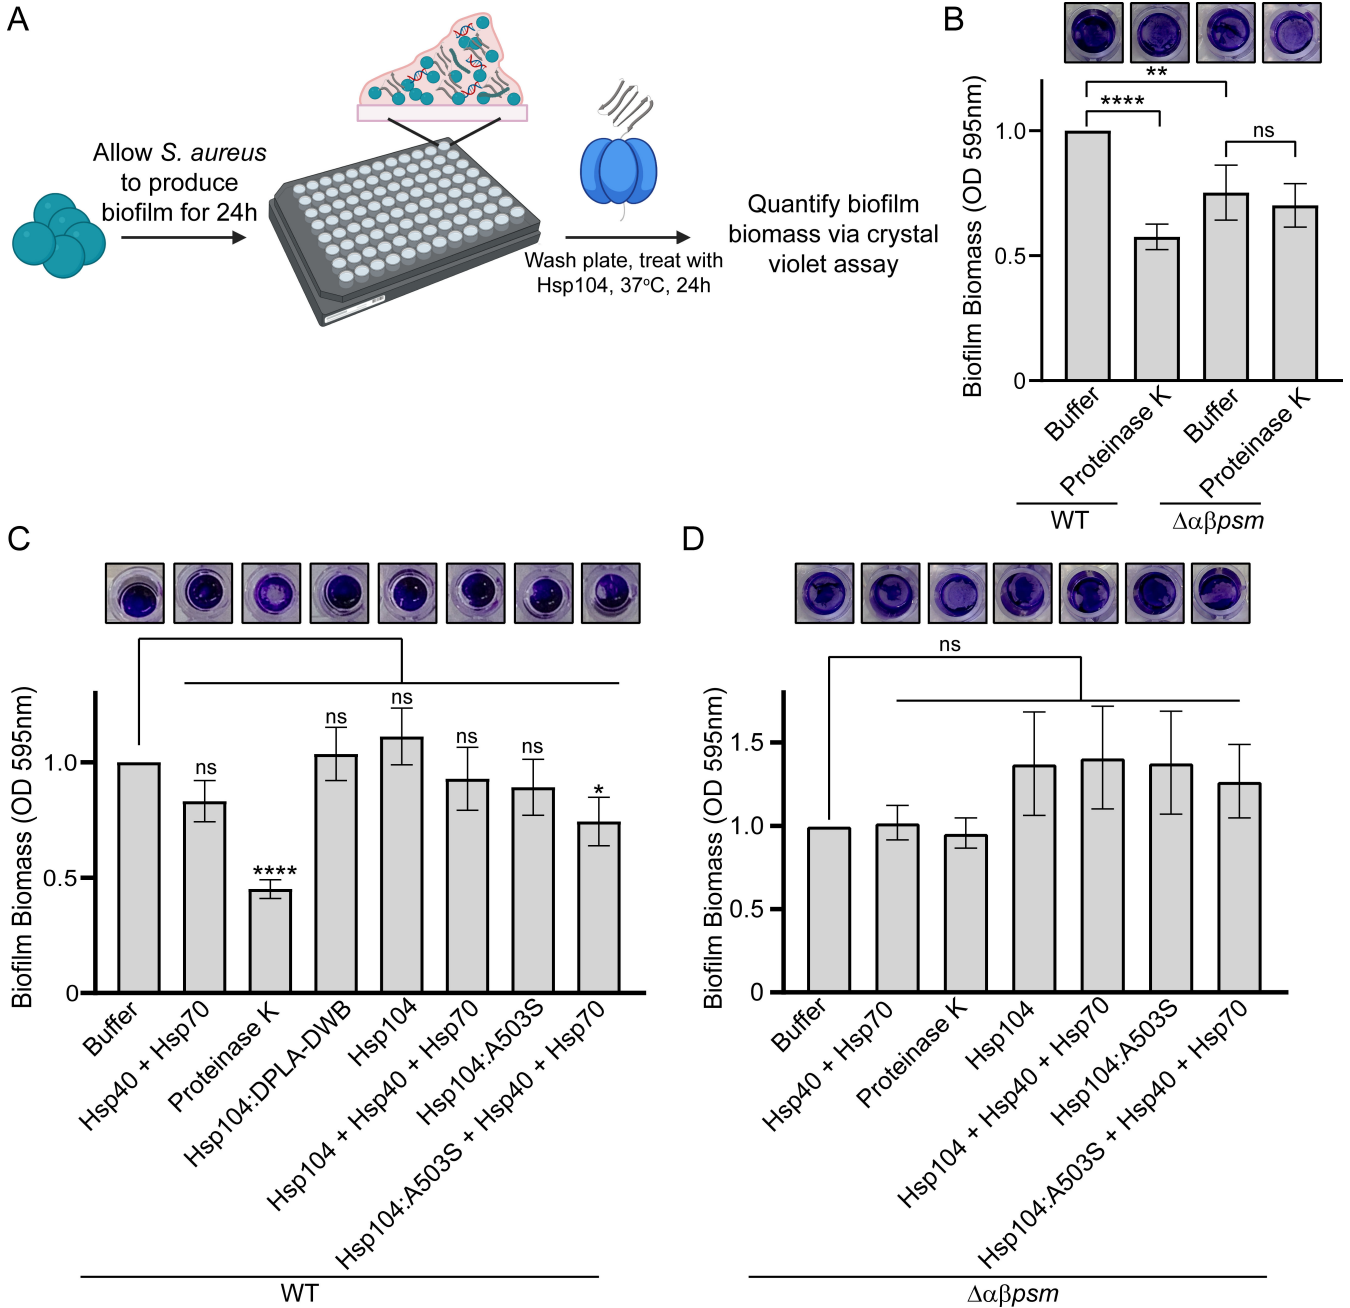 A
Allow S. aureus
to produce
biofilm for 24h
Wash plate, treat with
Hsp104, 37°C, 24h
Quantify biofilm
biomass via crystal
violet assay
B
**
****
ns
Biofilm Biomass (OD 595nm)
1.0
0.5
0
Buffer
Proteinase K
Buffer
Proteinase K
WT
Δαβpsm
C
ns
ns
ns
ns
ns
*
****
Biofilm Biomass (OD 595nm)
1.0
0.5
0
Buffer
Hsp40 + Hsp70
Proteinase K
Hsp104:DPLA-DWB
Hsp104
Hsp104 + Hsp40 + Hsp70
Hsp104:A503S
Hsp104:A503S + Hsp40 + Hsp70
WT
D
ns
Biofilm Biomass (OD 595nm)
1.5
1.0
0.5
0
Buffer
Hsp40 + Hsp70
Proteinase K
Hsp104
Hsp104 + Hsp40 + Hsp70
Hsp104:A503S
Hsp104:A503S + Hsp40 + Hsp70
Δαβpsm